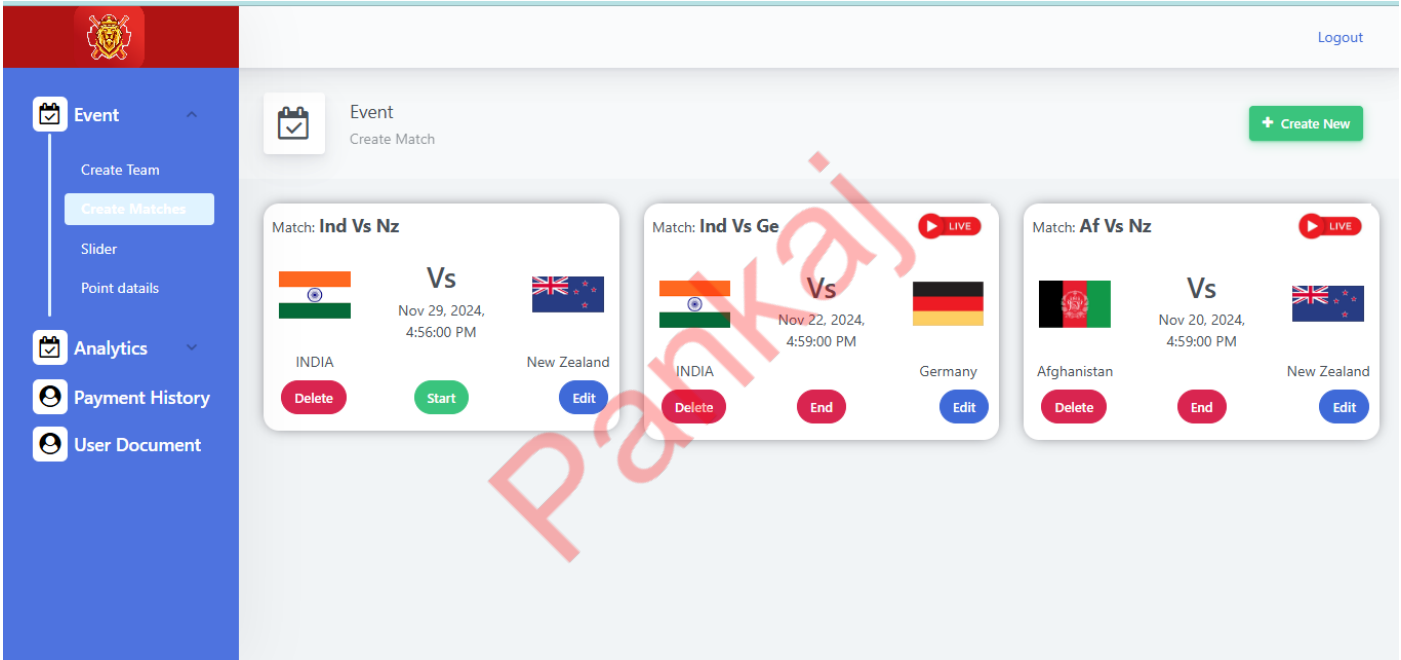 Logout
Event
Create Team
Create Matches
Slider
Point datails
Analytics
Payment History
User Document
Event
Create Match
+ Create New
Match: Ind Vs Nz
Vs
Nov 29, 2024,
4:56:00 PM
INDIA
New Zealand
Delete
Start
Edit
Match: Ind Vs Ge
LIVE
Vs
Nov 22, 2024,
4:59:00 PM
INDIA
Germany
Delete
End
Edit
Match: Af Vs Nz
LIVE
Vs
Nov 20, 2024,
4:59:00 PM
Afghanistan
New Zealand
Delete
End
Edit
Pankaj